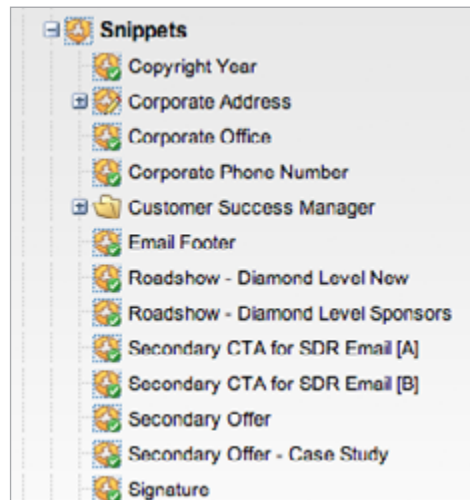 Snippets
Copyright Year
Corporate Address
Corporate Office
Corporate Phone Number
Customer Success Manager
Email Footer
Roadshow - Diamond Level New
Roadshow - Diamond Level Sponsors
Secondary CTA for SDR Email [A]
Secondary CTA for SDR Email [B]
Secondary Offer
Secondary Offer - Case Study
Signature